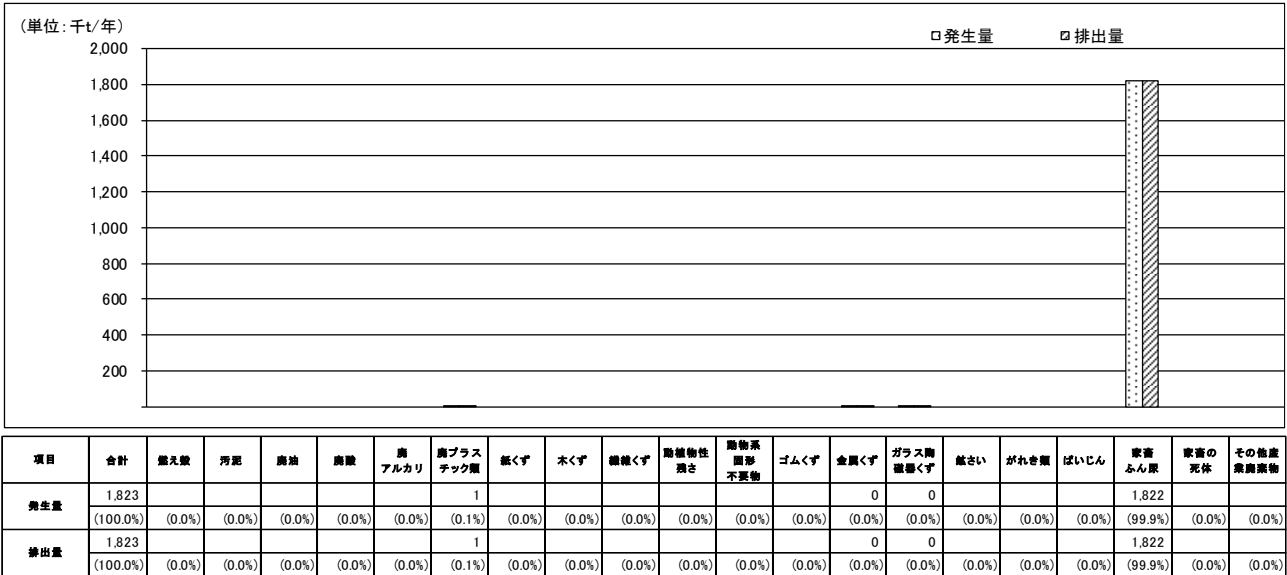 （単位：千t/年）
発生量 排出量
2,000
1,800
1,600
1,400
1,200
1,000
800
600
400
200
項目 合計 燃え殻 汚泥 廃油 廃酸 廃アルカリ 廃プラスチック類 紙くず 木くず 繊維くず 動植物性残さ 動物系固形不要物 ゴムくず 金属くず ガラス陶磁器くず 鉱さい がれき類 ばいじん 家畜ふん尿 家畜の死体 その他産業廃棄物
発生量 1,823 1 0 0 1,822
(100.0%) (0.0%) (0.0%) (0.0%) (0.0%) (0.0%) (0.1%) (0.0%) (0.0%) (0.0%) (0.0%) (0.0%) (0.0%) (0.0%) (0.0%) (0.0%) (0.0%) (0.0%) (99.9%) (0.0%) (0.0%)
排出量 1,823 1 0 0 1,822
(100.0%) (0.0%) (0.0%) (0.0%) (0.0%) (0.0%) (0.1%) (0.0%) (0.0%) (0.0%) (0.0%) (0.0%) (0.0%) (0.0%) (0.0%) (0.0%) (0.0%) (0.0%) (99.9%) (0.0%) (0.0%)